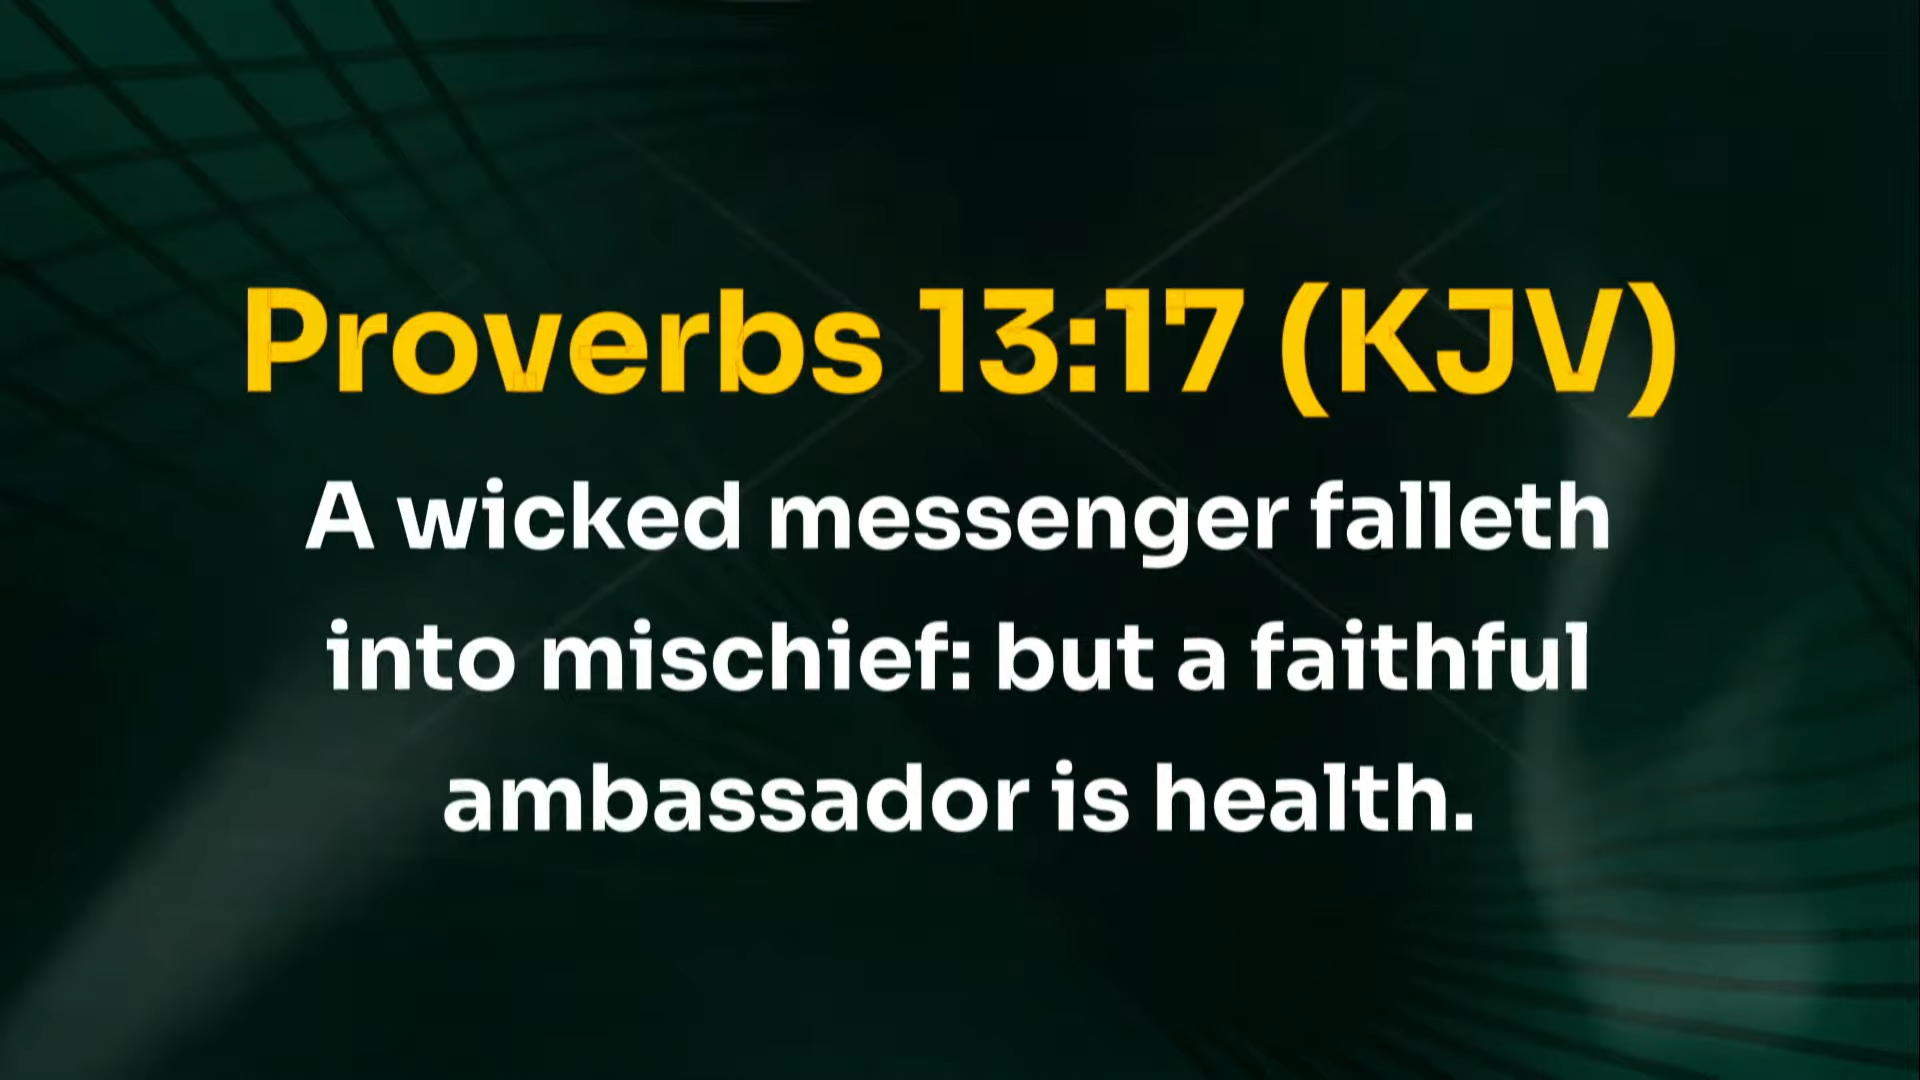 Proverbs 13:17 (KJV)
A wicked messenger falleth
into mischief: but a faithful
ambassador is health.